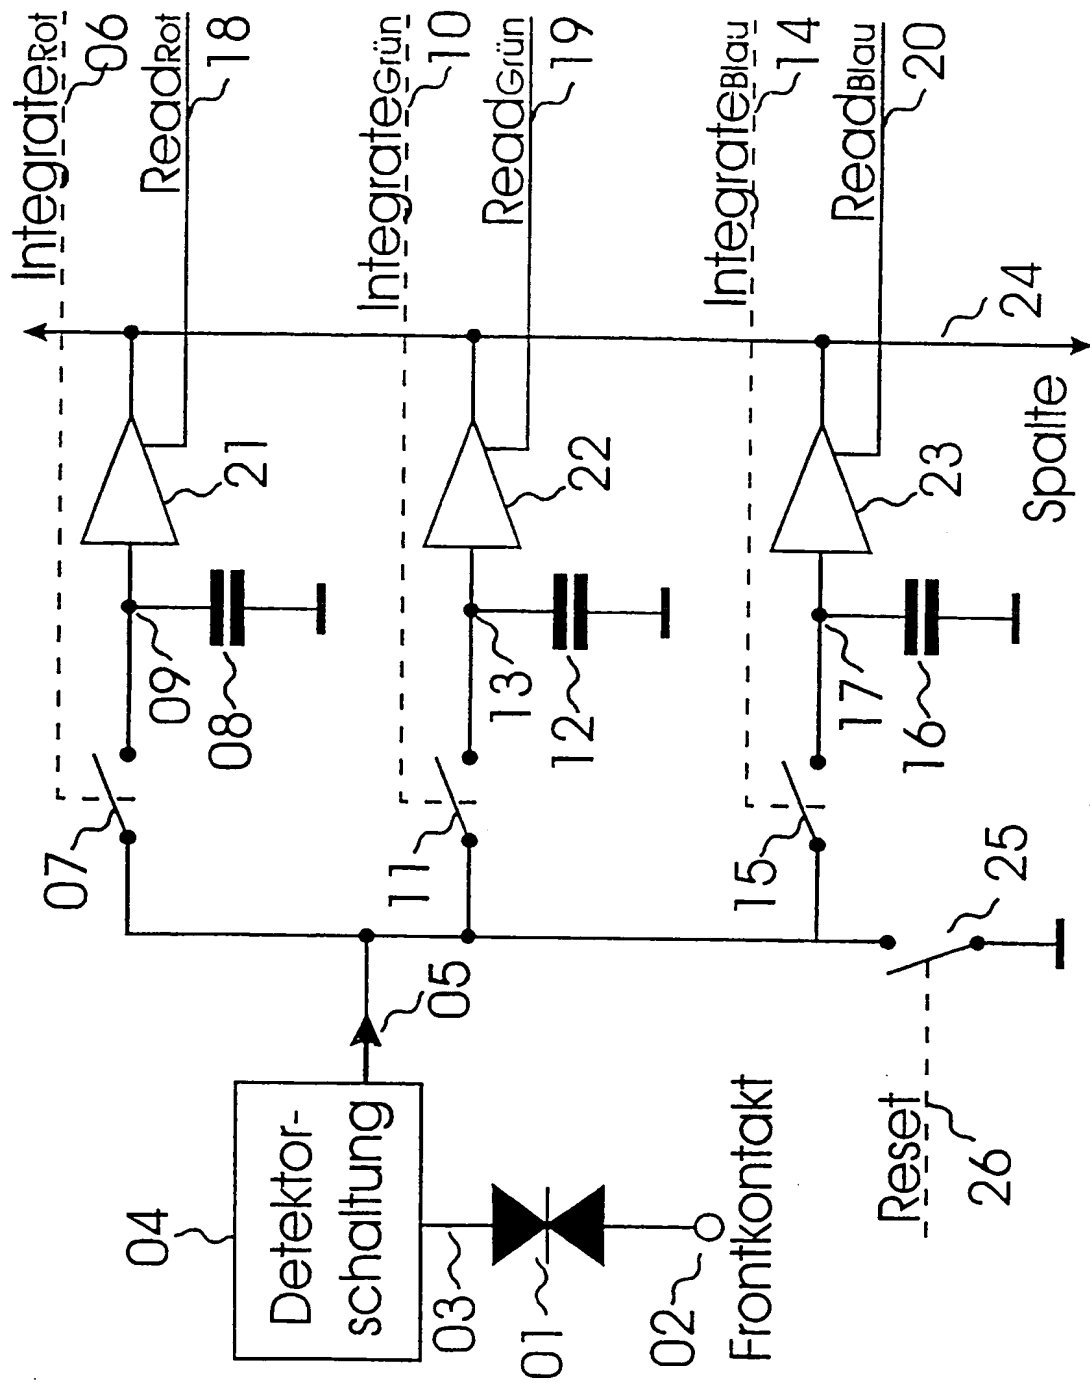 Integrate Rot
06
Read Rot
18
Integrate Grün
10
Read Grün
19
Integrate Blau
14
Read Blau
20
21
22
23
24
Spalte
09
08
13
12
17
16
07
11
15
25
05
04
Detektor-
schaltung
03
01
02
Frontkontakt
Reset
26